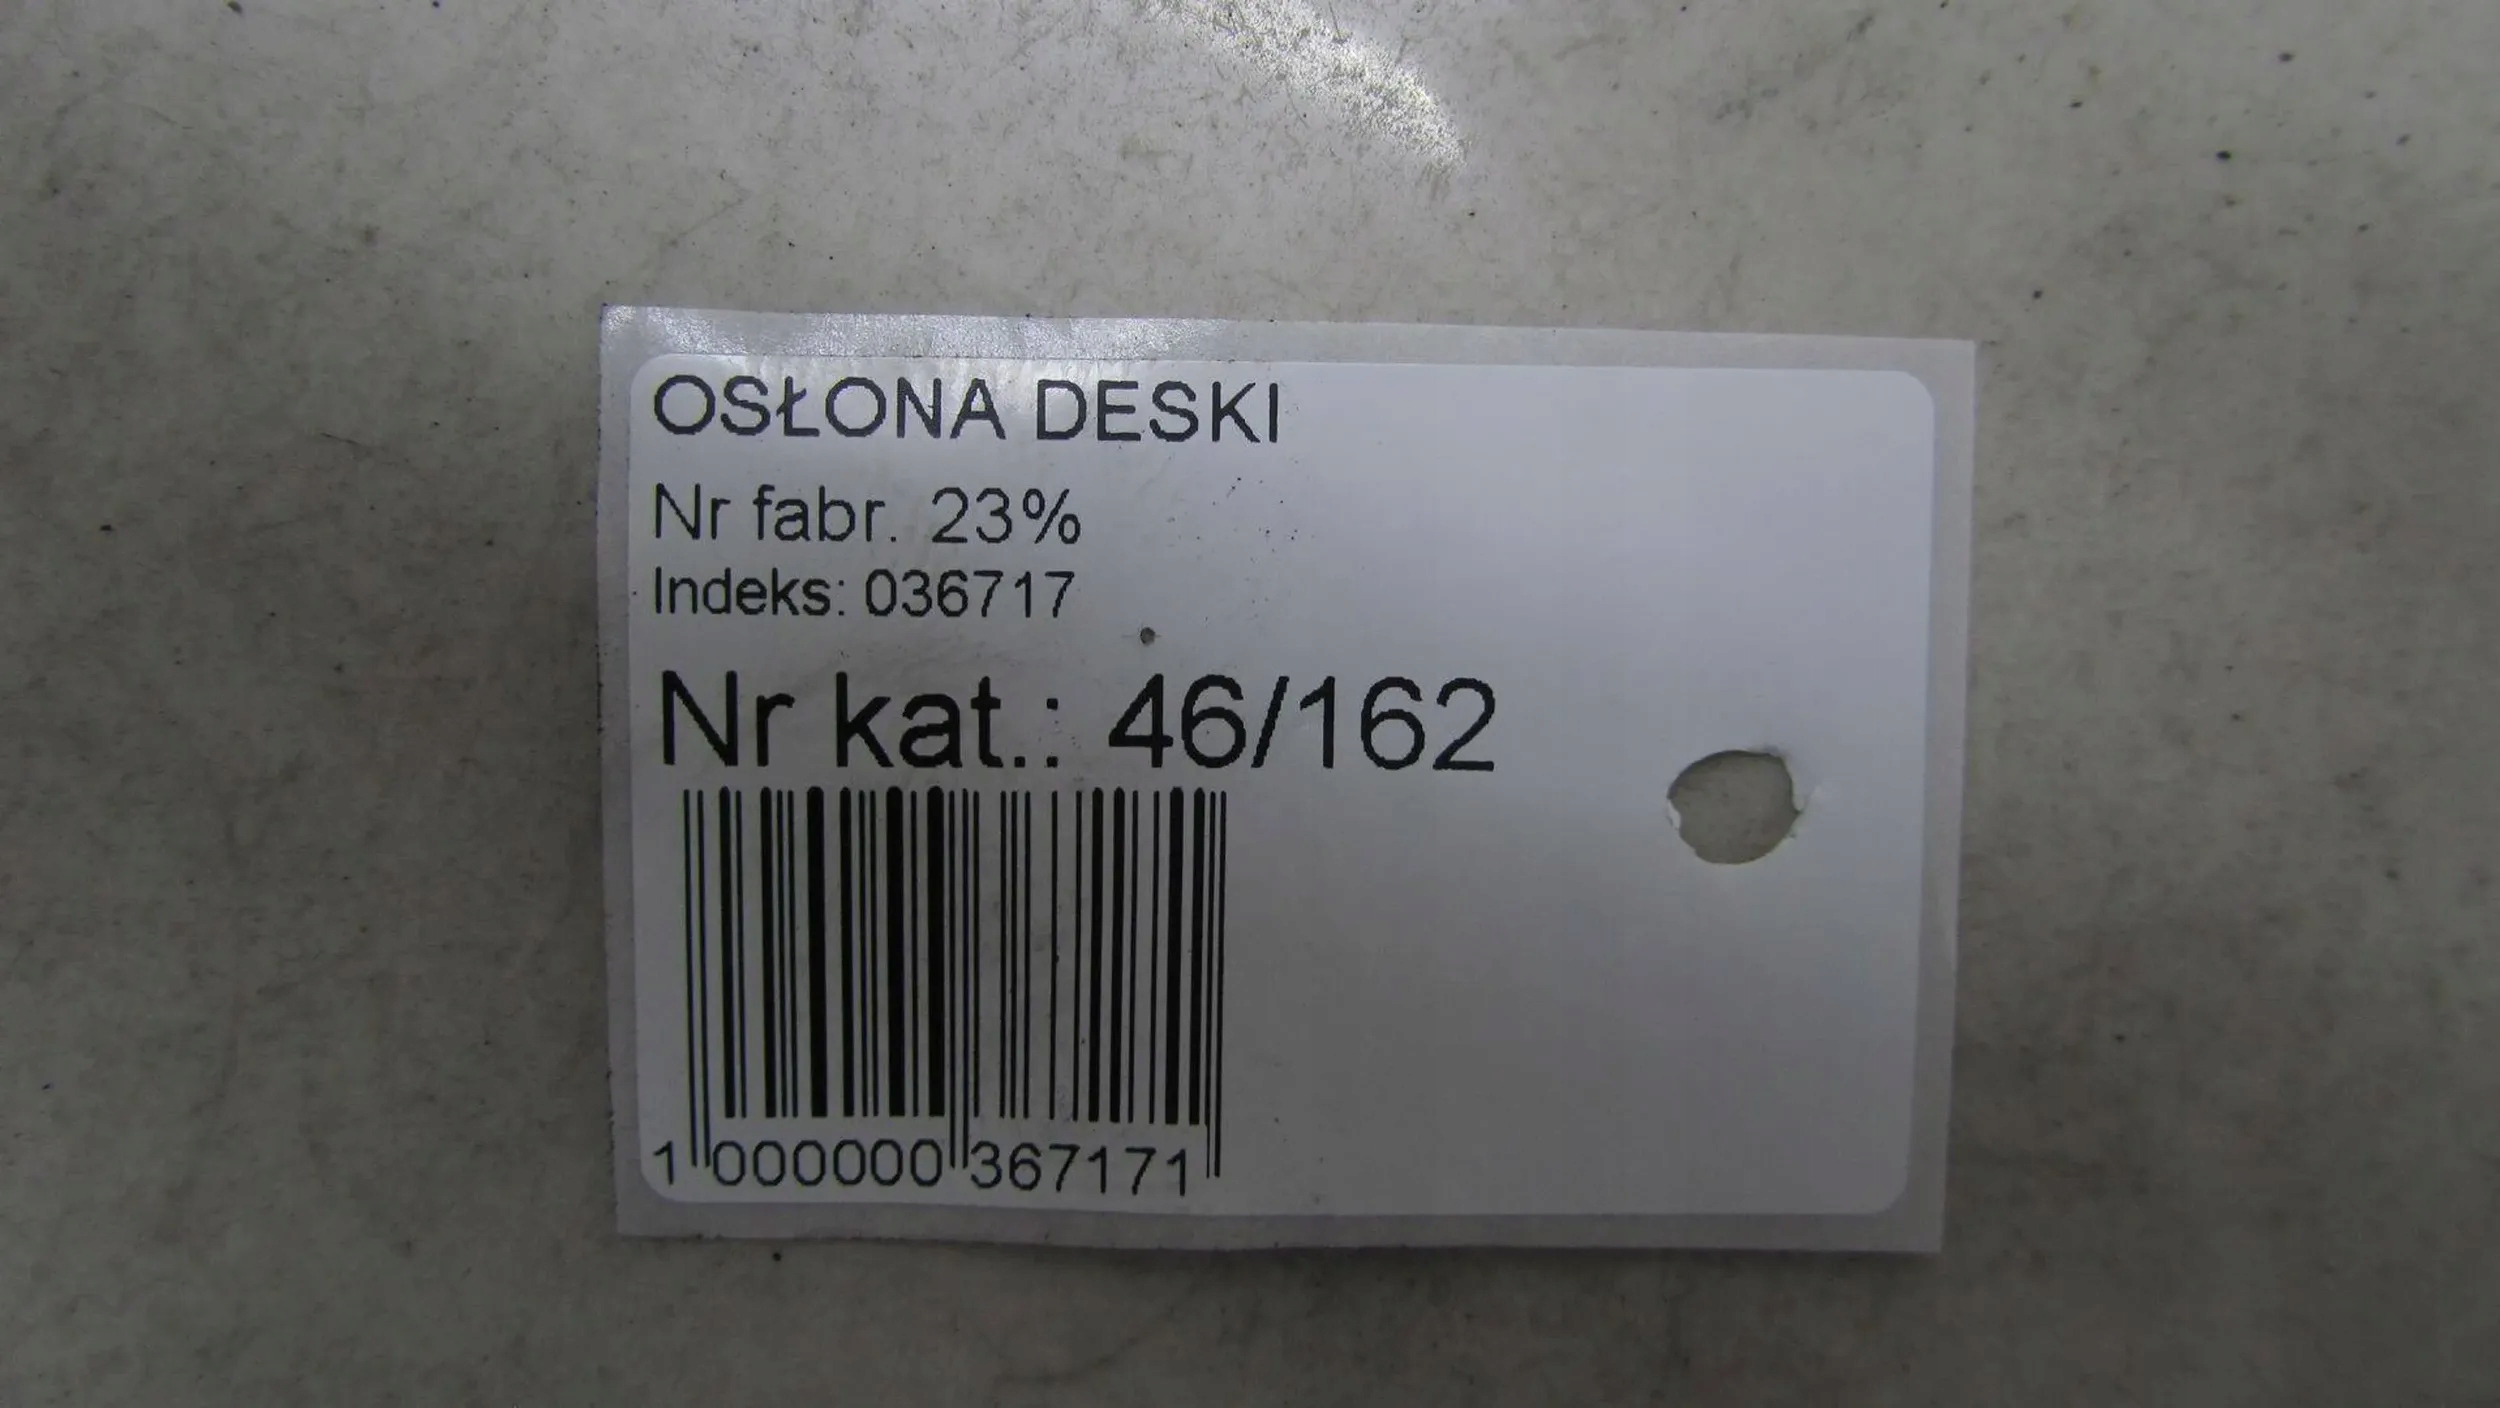 OSŁONA DESKI
Nr fabr. 23%
Indeks: 036717
Nr kat.: 46/162
1 000000 367171